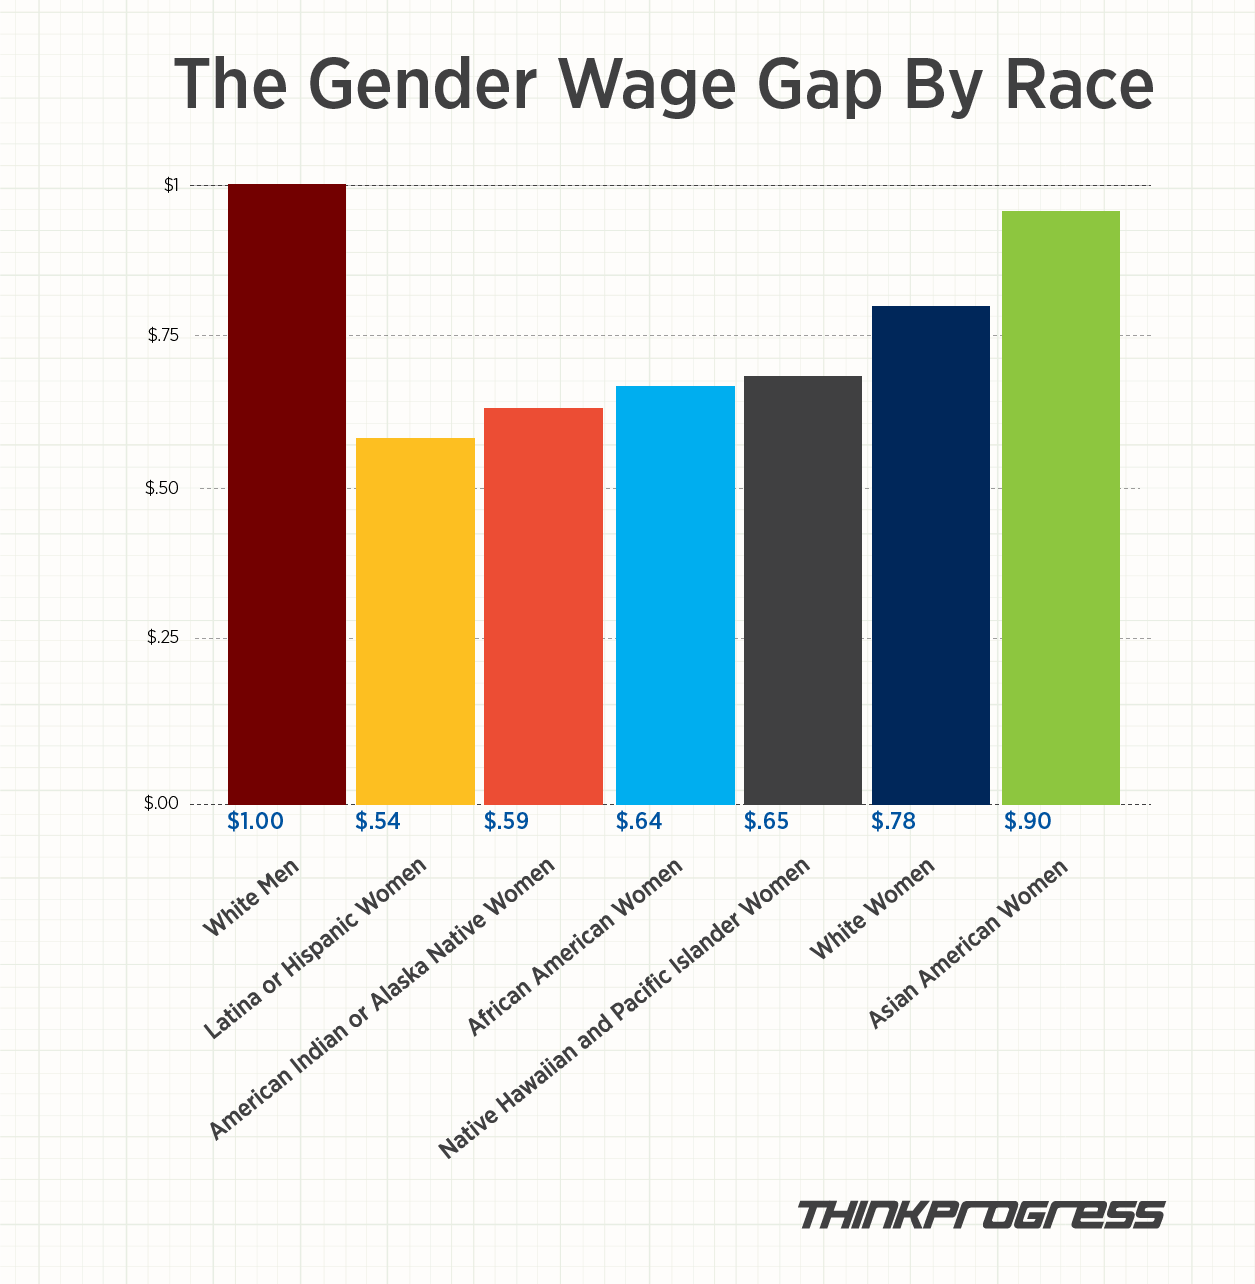 The Gender Wage Gap By Race
$1
$.75
$.50
$.25
$.00
$1.00
$.54
$.59
$.64
$.65
$.78
$.90
White Men
Latina or Hispanic Women
American Indian or Alaska Native Women
African American Women
Native Hawaiian and Pacific Islander Women
White Women
Asian American Women
THINKPROGRESS